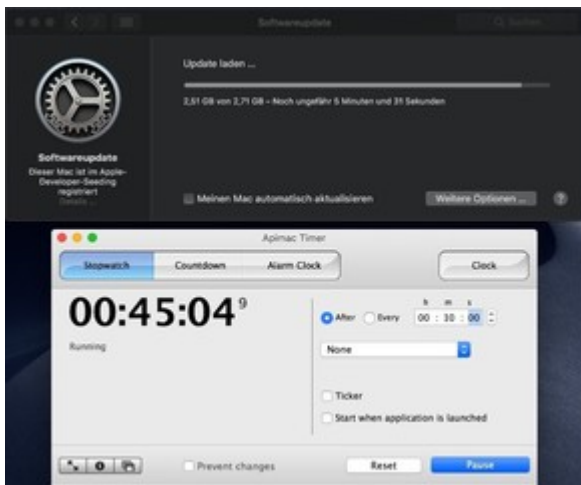 Softwareupdate
Suchen
Update laden ...
2,51 GB von 2,71 GB – Noch ungefähr 5 Minuten und 31 Sekunden
Softwareupdate
Dieser Mac ist im Apple-
Developer-Seeding
registriert
Details ...
Meinen Mac automatisch aktualisieren
Weitere Optionen ...
?
Apimac Timer
Stopwatch
Countdown
Alarm Clock
Clock
00:45:04 9
Running
h m s
After
Every
00 : 10 : 00
None
Ticker
Start when application is launched
Prevent changes
Reset
Pause